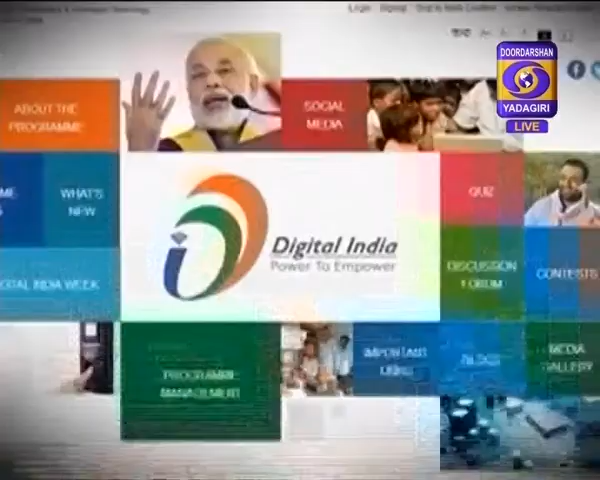 Login
DOORDARSHAN
YADAGIRI
LIVE
ABOUT THE
PROGRAMME
SOCIAL
MEDIA
WHAT'S
NEW
QUIZ
Digital India
Power To Empower
DISCUSSION
FORUM
CONTESTS
INDIA WEEK
PROGRAMME
MANAGEMENT
IMPORTANT
LINKS
BLOGS
MEDIA
GALLERY